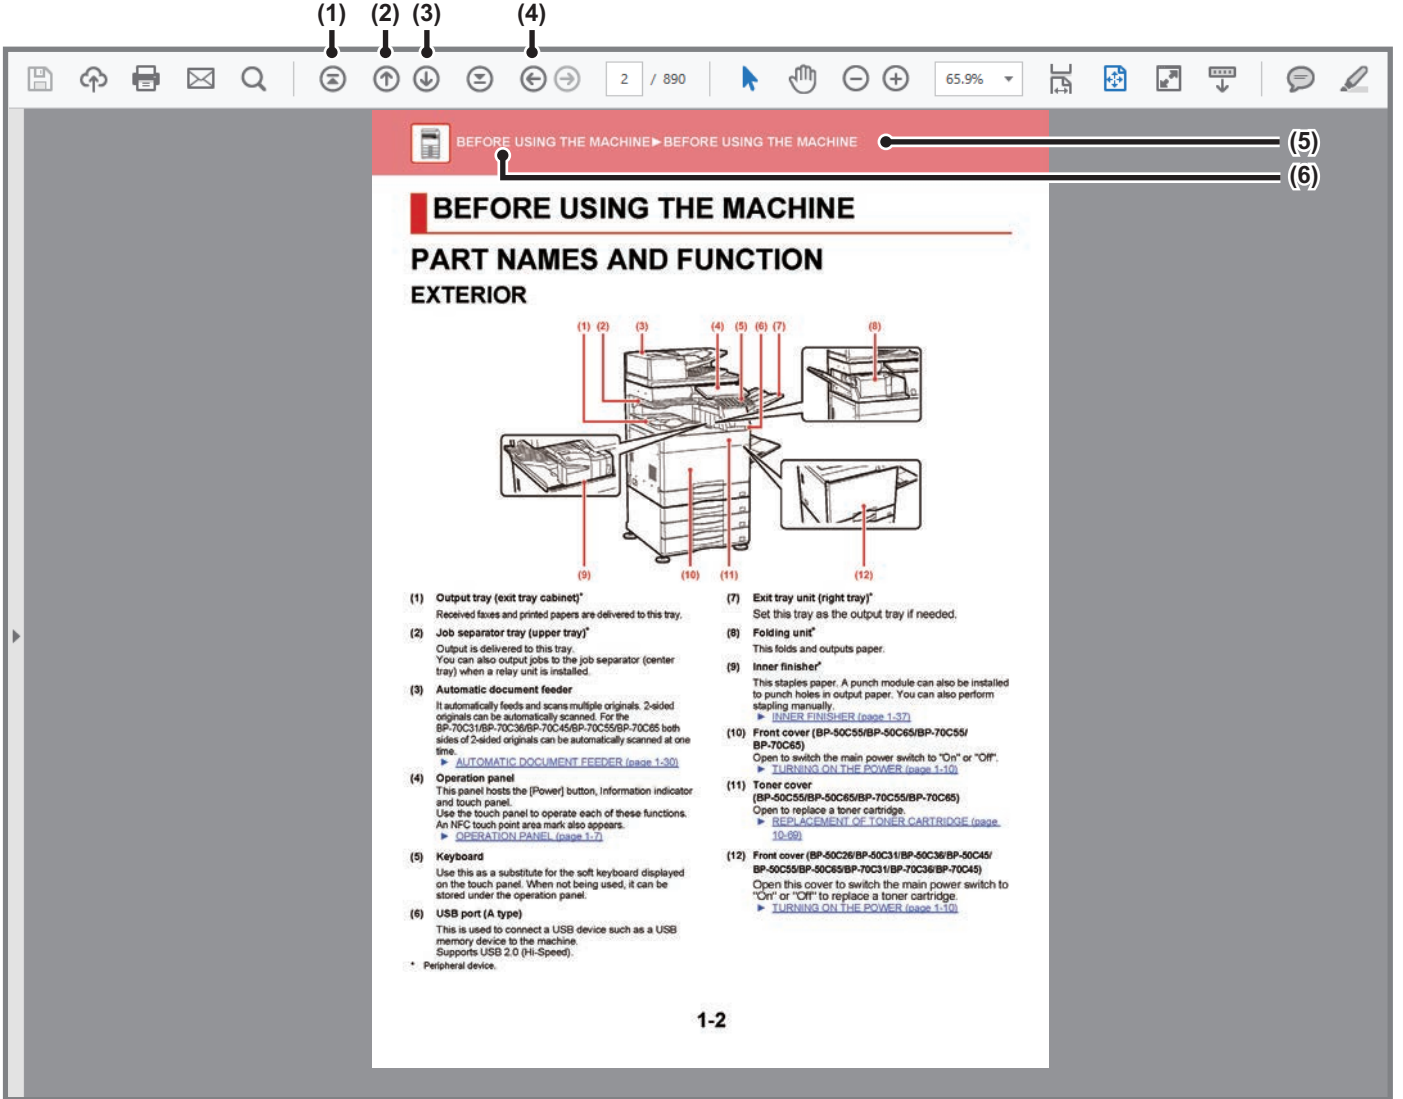 (1) (2) (3) (4)
2 / 890 65.9%
BEFORE USING THE MACHINE►BEFORE USING THE MACHINE
(5)
(6)
BEFORE USING THE MACHINE
PART NAMES AND FUNCTION
EXTERIOR
(1) (2) (3) (4) (5) (6) (7) (8)
(9) (10) (11) (12)
(1) Output tray (exit tray cabinet)*
Received faxes and printed papers are delivered to this tray.
(2) Job separator tray (upper tray)*
Output is delivered to this tray.
You can also output jobs to the job separator (center
tray) when a relay unit is installed.
(3) Automatic document feeder
It automatically feeds and scans multiple originals. 2-sided
originals can be automatically scanned. For the
BP-70C31/BP-70C36/BP-70C45/BP-70C55/BP-70C65 both
sides of 2-sided originals can be automatically scanned at one
time.
► AUTOMATIC DOCUMENT FEEDER (page 1-30)
(4) Operation panel
This panel hosts the [Power] button, Information indicator
and touch panel.
Use the touch panel to operate each of these functions.
An NFC touch point area mark also appears.
► OPERATION PANEL (page 1-7)
(5) Keyboard
Use this as a substitute for the soft keyboard displayed
on the touch panel. When not being used, it can be
stored under the operation panel.
(6) USB port (A type)
This is used to connect a USB device such as a USB
memory device to the machine.
Supports USB 2.0 (Hi-Speed).
* Peripheral device.
(7) Exit tray unit (right tray)*
Set this tray as the output tray if needed.
(8) Folding unit*
This folds and outputs paper.
(9) Inner finisher*
This staples paper. A punch module can also be installed
to punch holes in output paper. You can also perform
stapling manually.
► INNER FINISHER (page 1-37)
(10) Front cover (BP-50C55/BP-50C65/BP-70C55/
BP-70C65)
Open to switch the main power switch to "On" or "Off".
► TURNING ON THE POWER (page 1-10)
(11) Toner cover
(BP-50C55/BP-50C65/BP-70C55/BP-70C65)
Open to replace a toner cartridge.
► REPLACEMENT OF TONER CARTRIDGE (page
10-69)
(12) Front cover (BP-50C26/BP-50C31/BP-50C36/BP-50C45/
BP-50C55/BP-50C65/BP-70C31/BP-70C36/BP-70C45)
Open this cover to switch the main power switch to
"On" or "Off" to replace a toner cartridge.
► TURNING ON THE POWER (page 1-10)
1-2